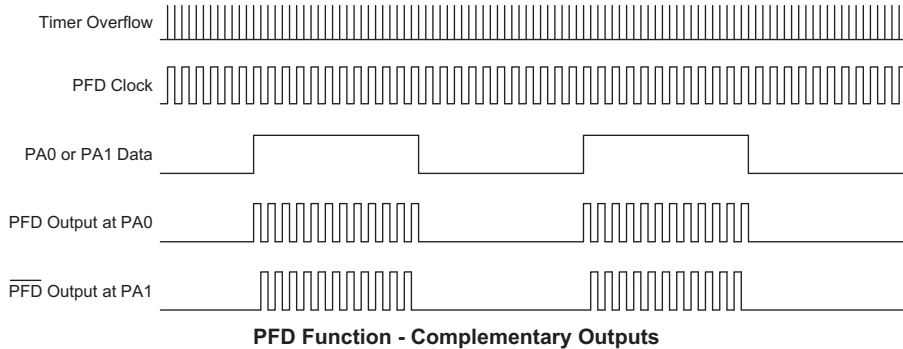 Timer Overflow
PFD Clock
PA0 or PA1 Data
PFD Output at PA0
P̅F̅D̅ Output at PA1
PFD Function - Complementary Outputs